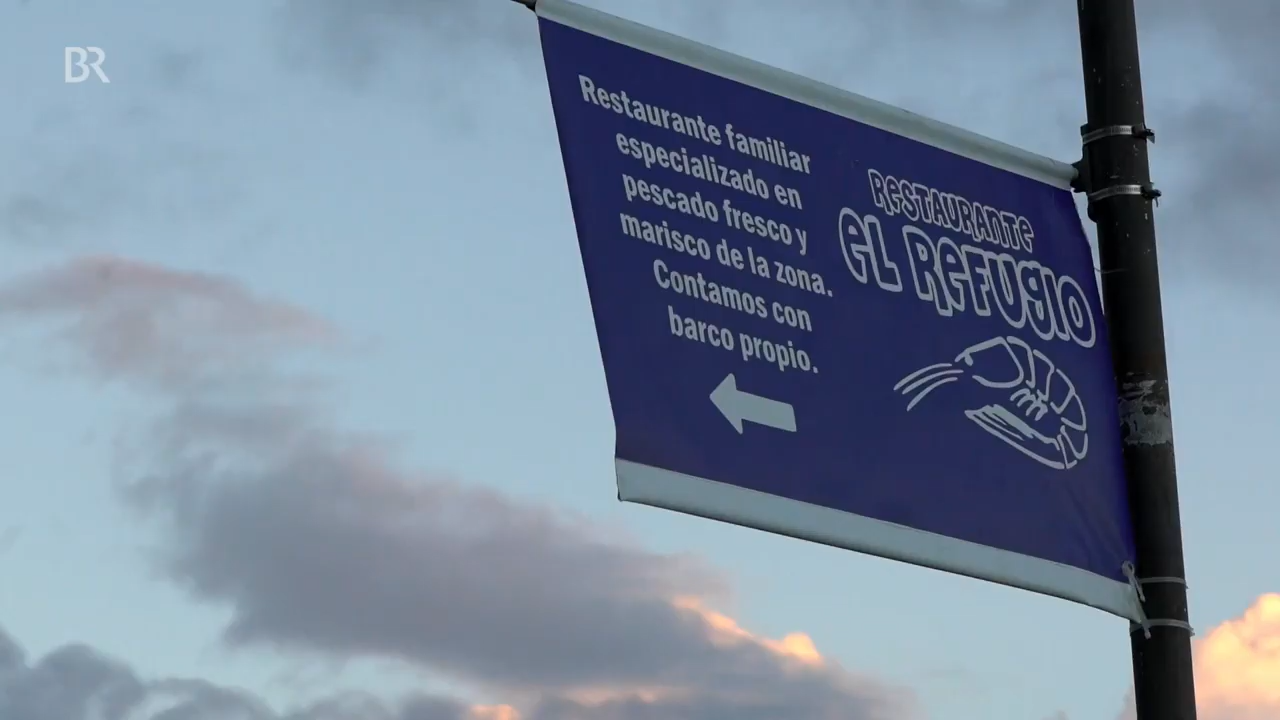 BR
Restaurante familiar
especializado en
pescado fresco y
marisco de la zona.
Contamos con
barco propio.
RESTAURANTE
EL REFUGIO